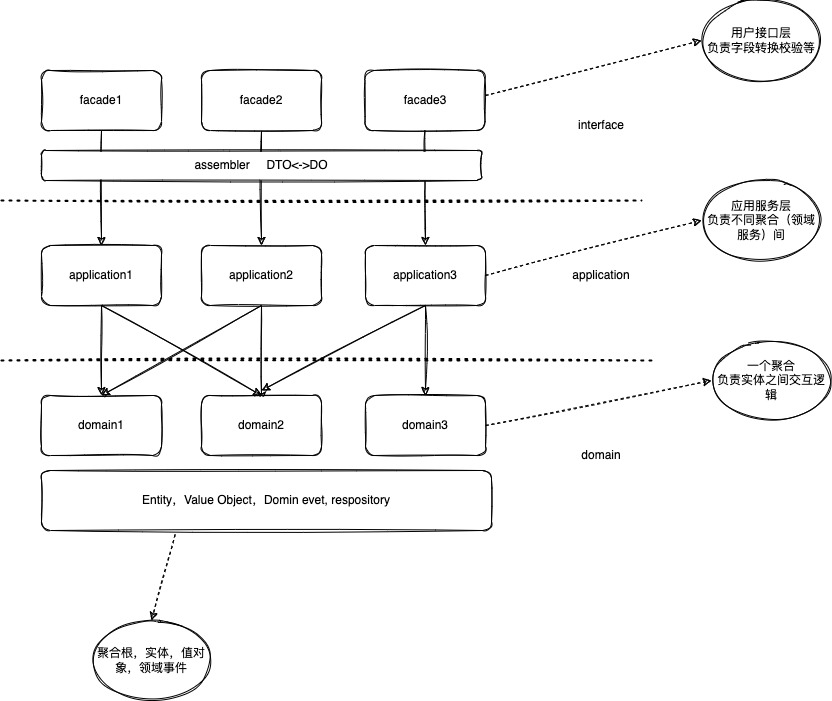 用户接口层
负责字段转换校验等
facade1
facade2
facade3
interface
assembler DTO<->DO
应用服务层
负责不同聚合（领域
服务）间
application1
application2
application3
application
一个聚合
负责实体之间交互逻
辑
domain1
domain2
domain3
domain
Entity，Value Object，Domin evet, respository
聚合根，实体，值对
象，领域事件